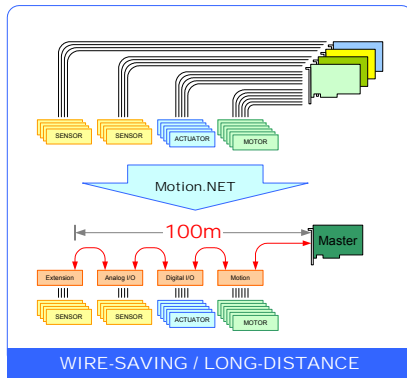 SENSOR SENSOR ACTUATOR MOTOR
Motion.NET
100m
Master
Extension Analog I/O Digital I/O Motion
SENSOR SENSOR ACTUATOR MOTOR
WIRE-SAVING / LONG-DISTANCE